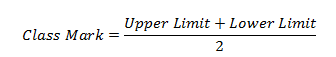 Class Mark = (Upper Limit + Lower Limit) / 2